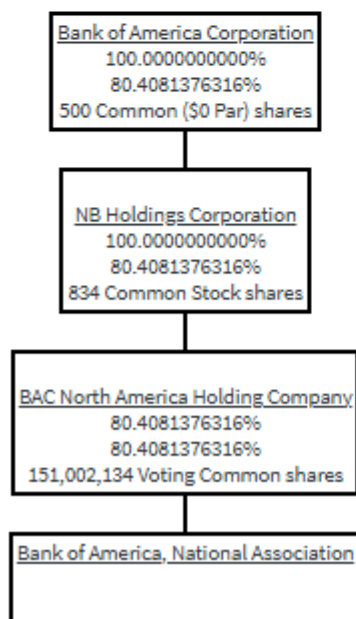 Bank of America Corporation
100.0000000000%
80.4081376316%
500 Common ($0 Par) shares
NB Holdings Corporation
100.0000000000%
80.4081376316%
834 Common Stock shares
BAC North America Holding Company
80.4081376316%
80.4081376316%
151,002,134 Voting Common shares
Bank of America, National Association